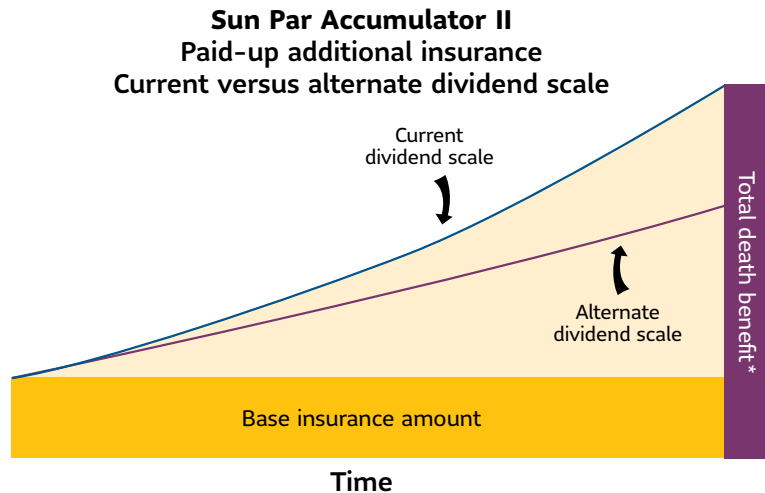 Sun Par Accumulator II
Paid-up additional insurance
Current versus alternate dividend scale
Current
dividend scale
Alternate
dividend scale
Total death benefit*
Base insurance amount
Time